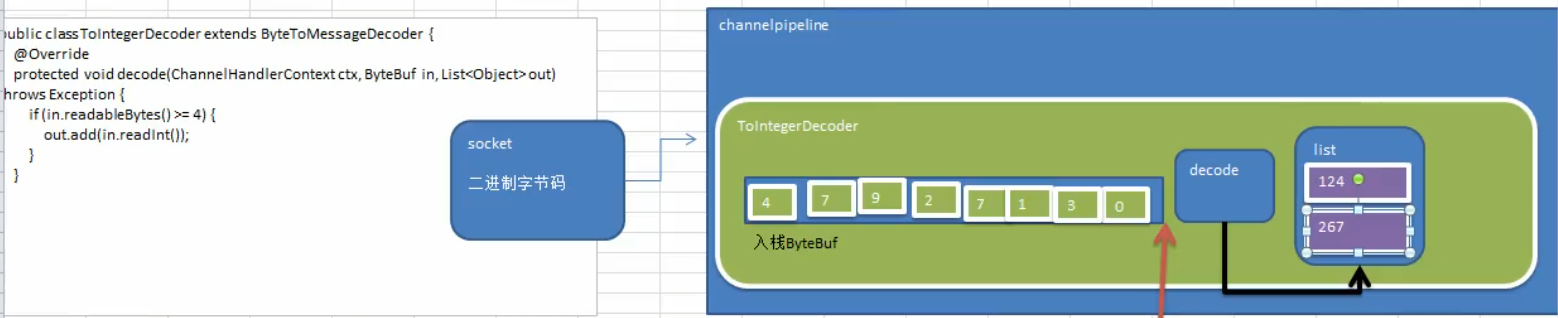 public classToIntegerDecoder extends ByteToMessageDecoder {
@Override
protected void decode(ChannelHandlerContext ctx, ByteBuf in, List<Object> out)
throws Exception {
if (in.readableBytes() >= 4) {
out.add(in.readInt());
}
}
socket
二进制字节码
channelpipeline
ToIntegerDecoder
4 7 9 2 7 1 3 0
入栈ByteBuf
decode
list
124
267